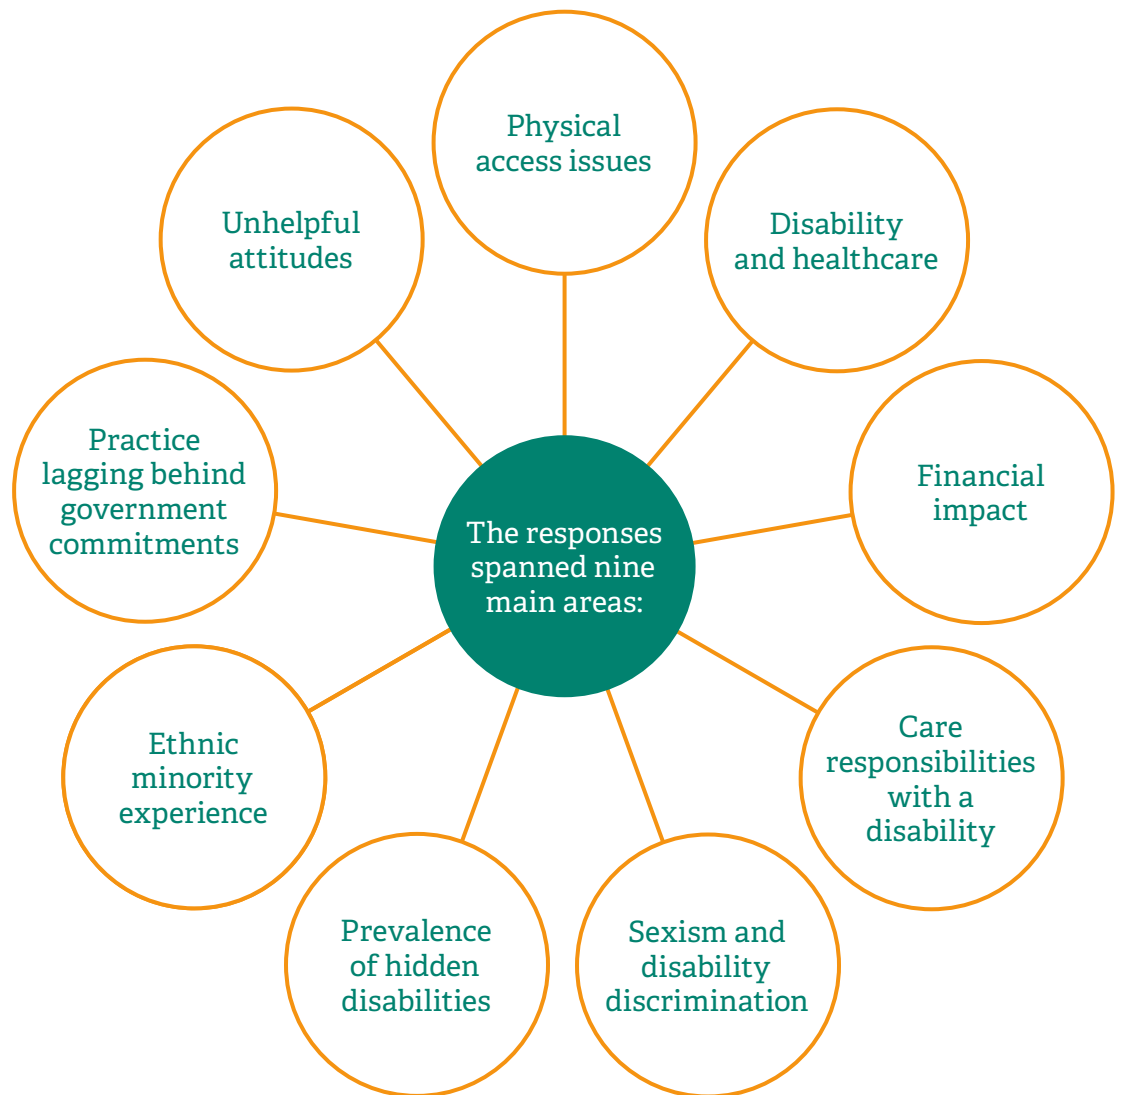 The responses
spanned nine
main areas:
Physical
access issues
Disability
and healthcare
Financial
impact
Care
responsibilities
with a
disability
Sexism and
disability
discrimination
Prevalence
of hidden
disabilities
Ethnic
minority
experience
Practice
lagging behind
government
commitments
Unhelpful
attitudes